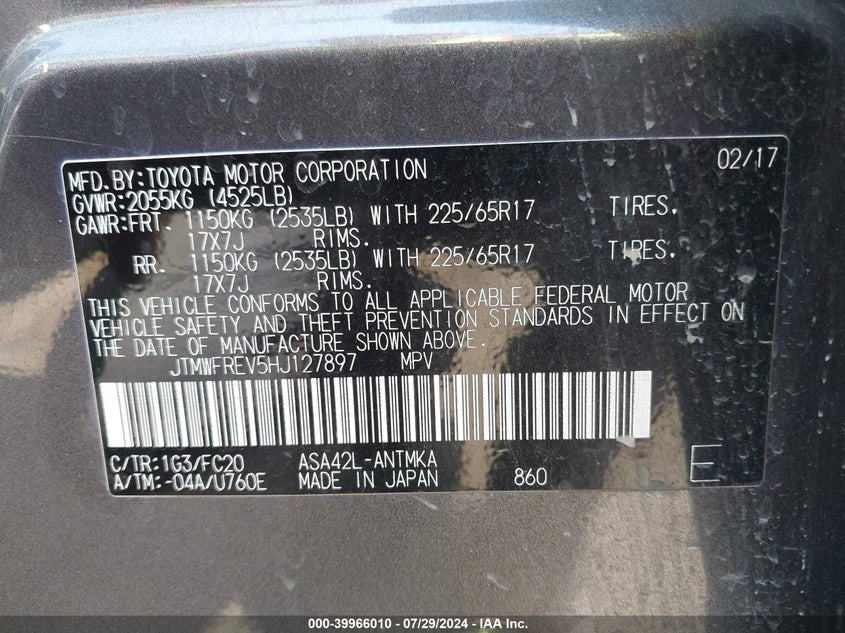 MFD. BY: TOYOTA MOTOR CORPORATION 02/17
GVWR: 2055KG (4525LB)
GAWR: FRT. 1150KG (2535LB) WITH 225/65R17 TIRES.
17X7J RIMS.
RR. 1150KG (2535LB) WITH 225/65R17 TIRES.
17X7J RIMS.
THIS VEHICLE CONFORMS TO ALL APPLICABLE FEDERAL MOTOR
VEHICLE SAFETY AND THEFT PREVENTION STANDARDS IN EFFECT ON
THE DATE OF MANUFACTURE SHOWN ABOVE.
JTMWFREV5HJ127897 MPV
C/TR: 1G3/FC20 ASA42L-ANTMKA
A/TM: -04A/U760E MADE IN JAPAN 860 E
000-39966010 - 07/29/2024 - IAA Inc.